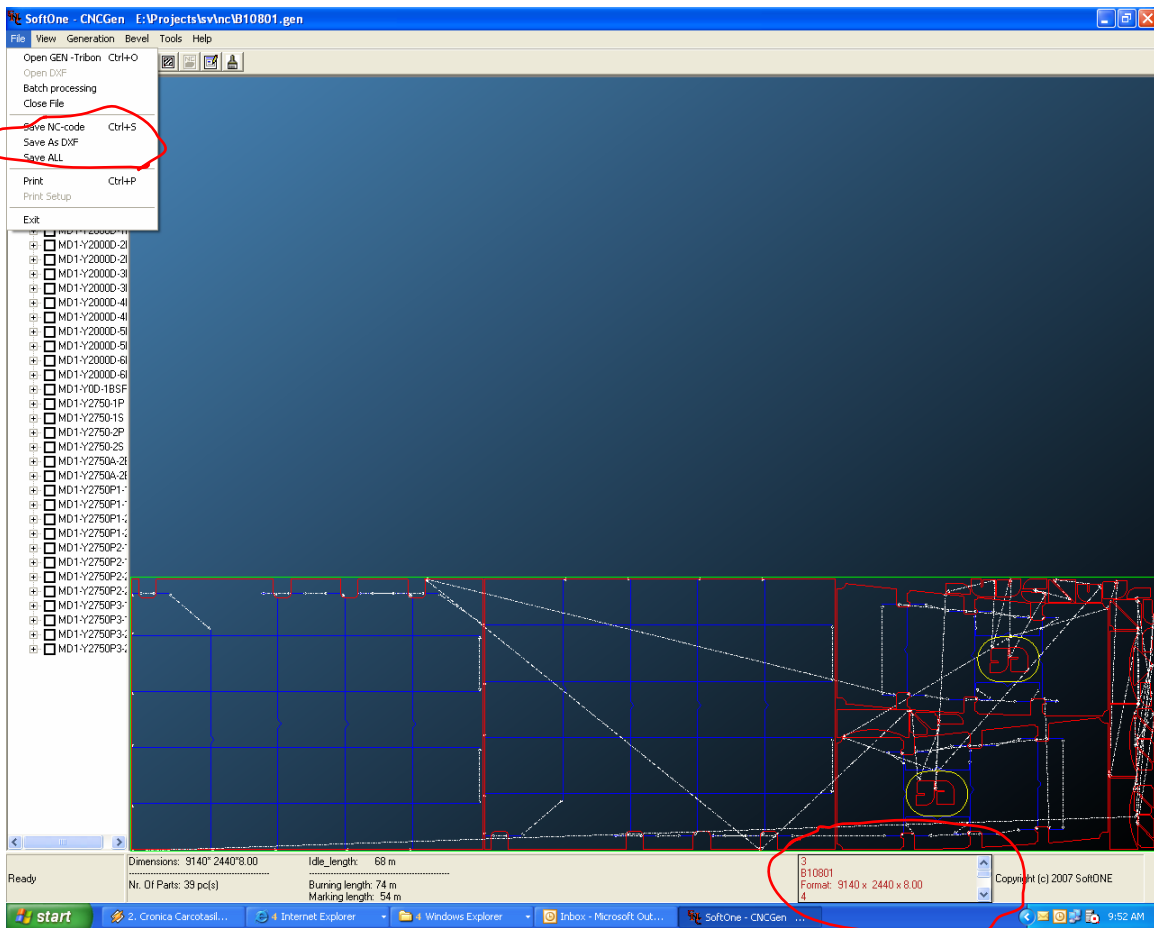 SoftOne - CNCGen E:\Projects\sv\nc\B10801.gen
File View Generation Bevel Tools Help
Open GEN -Tribon Ctrl+O
Open DXF
Batch processing
Close File
Save NC-code Ctrl+S
Save As DXF
Save ALL
Print Ctrl+P
Print Setup
Exit
MD1-Y2000D-2
MD1-Y2000D-2
MD1-Y2000D-3
MD1-Y2000D-3
MD1-Y2000D-4
MD1-Y2000D-4
MD1-Y2000D-5
MD1-Y2000D-5
MD1-Y2000D-6
MD1-Y2000D-6
MD1-Y0D-1BSF
MD1-Y2750-1P
MD1-Y2750-1S
MD1-Y2750-2P
MD1-Y2750-2S
MD1-Y2750A-2
MD1-Y2750A-2
MD1-Y2750P1-
MD1-Y2750P1-
MD1-Y2750P1-
MD1-Y2750P1-
MD1-Y2750P2-
MD1-Y2750P2-
MD1-Y2750P2-
MD1-Y2750P2-
MD1-Y2750P3-
MD1-Y2750P3-
MD1-Y2750P3-
MD1-Y2750P3-
Ready
Dimensions: 9140* 2440*8.00 Idle_length: 68 m
Nr. Of Parts: 39 pc(s) Burning length: 74 m
Marking length: 54 m
3
B10801
Format: 9140 x 2440 x 8.00
4
Copyright (c) 2007 SoftONE
start 2. Cronica Carcotasil... 4 Internet Explorer 4 Windows Explorer Inbox - Microsoft Out... SoftOne - CNCGen ... 9:52 AM